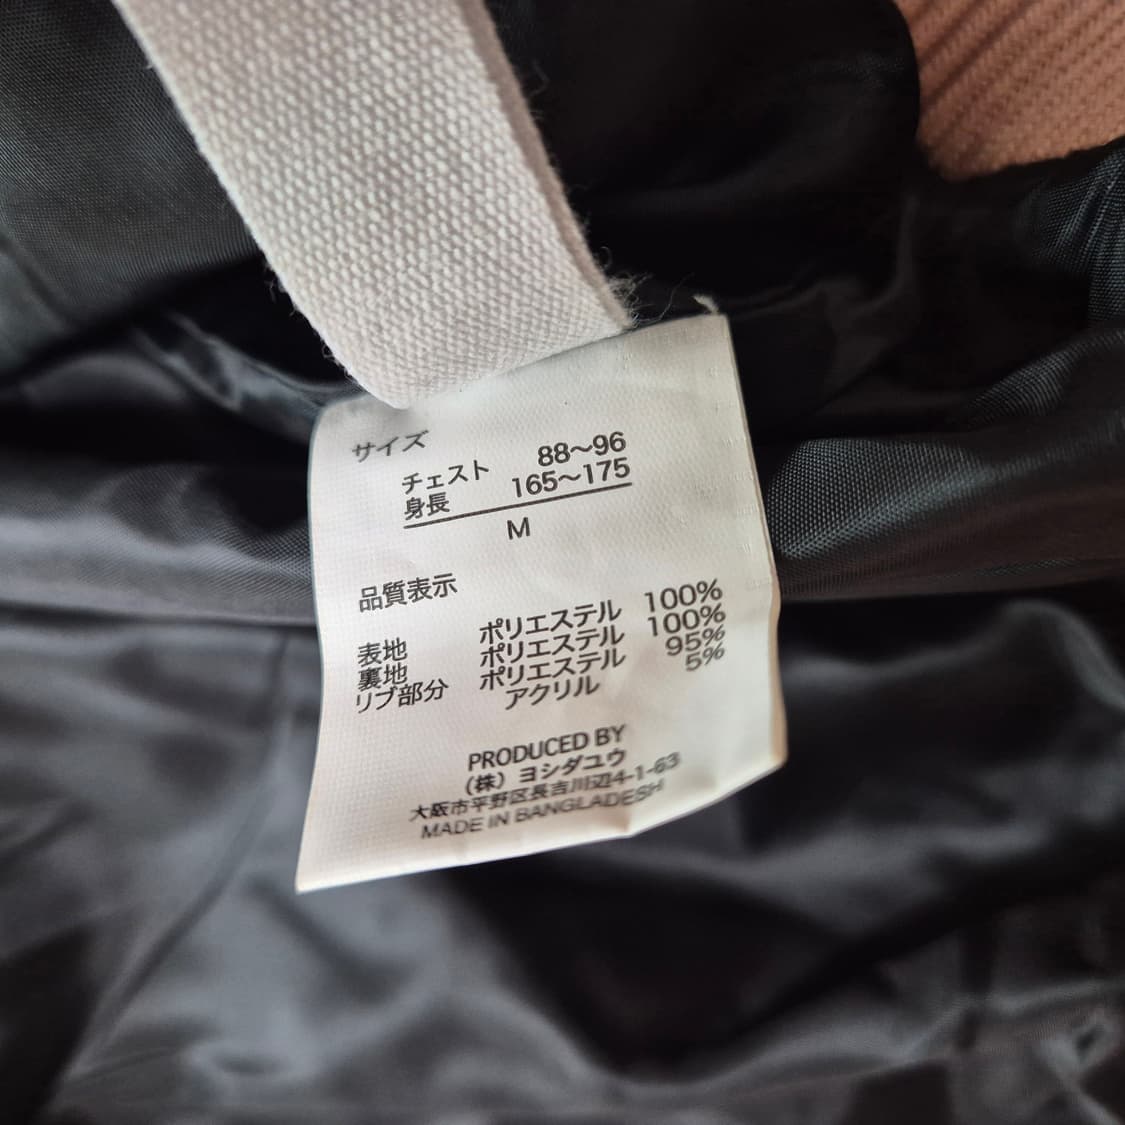 サイズ
チェスト 88～96
身長 165～175
M
品質表示
表地 ポリエステル 100%
裏地 ポリエステル 100%
リブ部分 ポリエステル 95%
アクリル 5%
PRODUCED BY
（株）ヨシダユウ
大阪市平野区長吉川辺4-1-63
MADE IN BANGLADESH